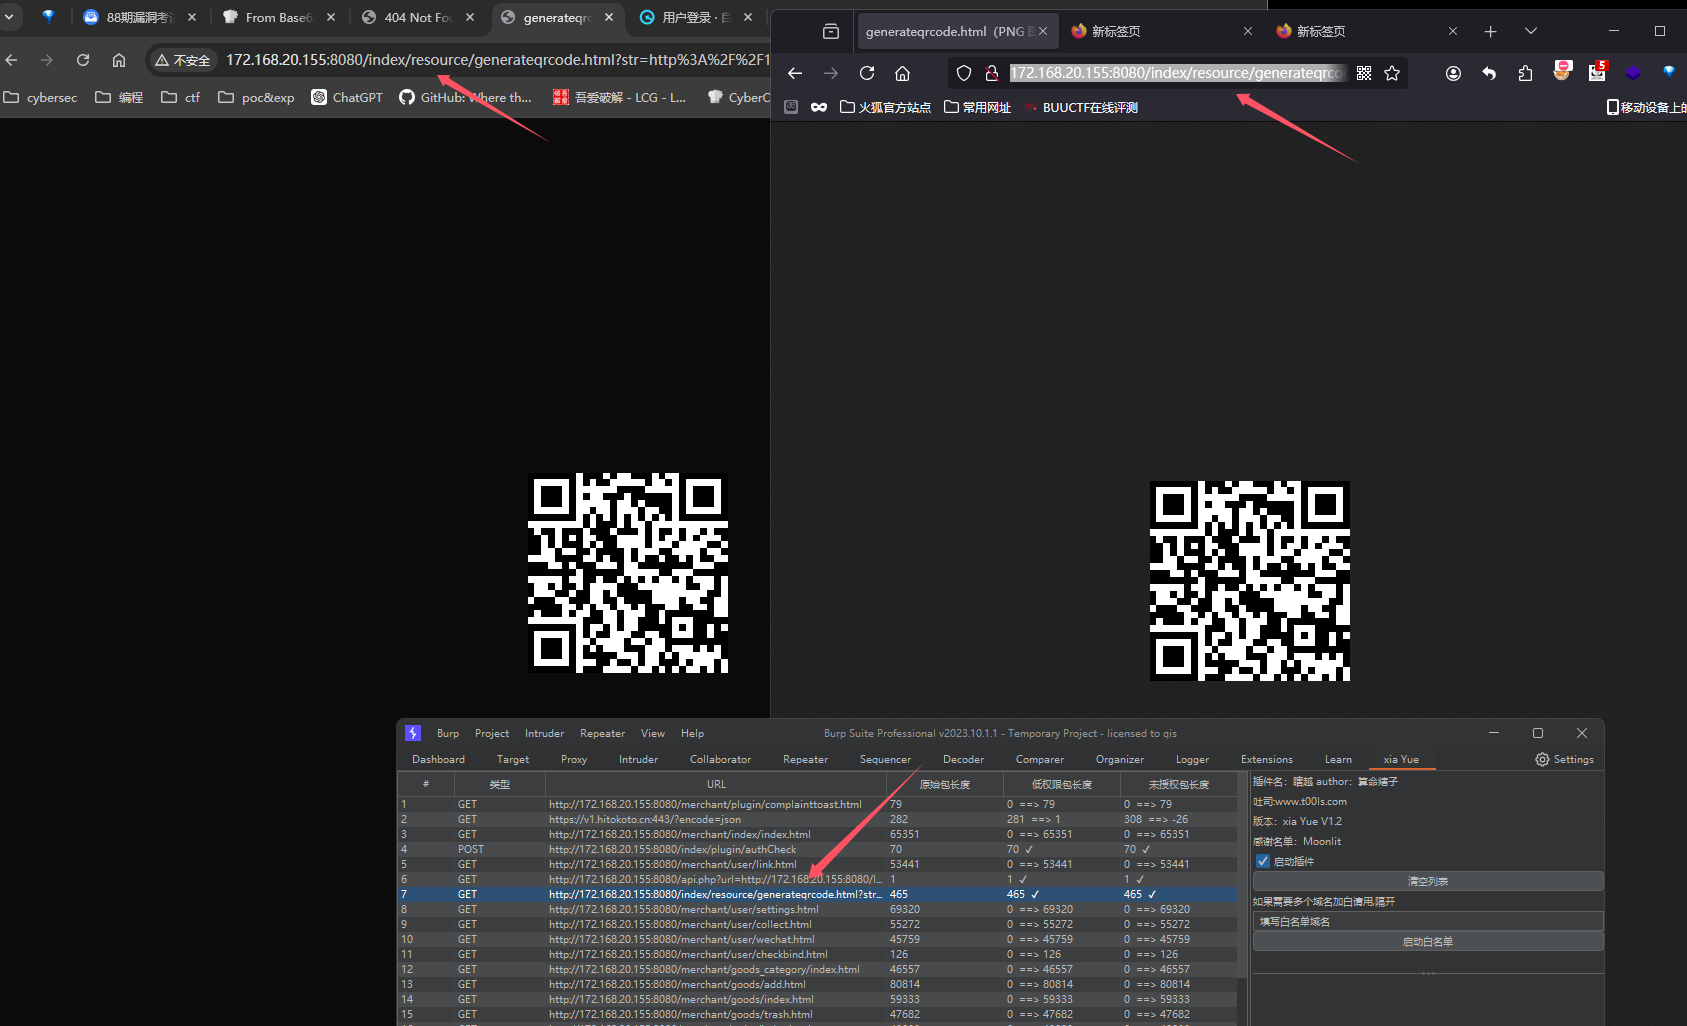 88期漏洞考试
From Base6
404 Not Fo
generateqrc
用户登录 · 自
不安全
172.168.20.155:8080/index/resource/generateqrcode.html?str=http%3A%2F%2F1
cybersec
编程
ctf
poc&exp
ChatGPT
GitHub: Where th...
吾爱破解 - LCG - L...
CyberC
generateqrcode.html（PNG
新标签页
新标签页
172.168.20.155:8080/index/resource/generateqrco
5
火狐官方站点
常用网址
BUUCTF在线评测
移动设备上的
Burp Project Intruder Repeater View Help
Burp Suite Professional v2023.10.1.1 - Temporary Project - licensed to qis
Dashboard Target Proxy Intruder Collaborator Repeater Sequencer Decoder Comparer Organizer Logger Extensions Learn xia Yue Settings
# 类型 URL 原始包长度 低权限包长度 未授权包长度
1 GET http://172.168.20.155:8080/merchant/plugin/complainttoast.html 79 0 ==> 79 0 ==> 79
2 GET https://v1.hitokoto.cn:443/?encode=json 282 281 ==> 1 308 ==> -26
3 GET http://172.168.20.155:8080/merchant/index/index.html 65351 0 ==> 65351 0 ==> 65351
4 POST http://172.168.20.155:8080/index/plugin/authCheck 70 70 ✓ 70 ✓
5 GET http://172.168.20.155:8080/merchant/user/link.html 53441 0 ==> 53441 0 ==> 53441
6 GET http://172.168.20.155:8080/api.php?url=http://172.168.20.155:8080/l... 1 1 ✓ 1 ✓
7 GET http://172.168.20.155:8080/index/resource/generateqrcode.html?str... 465 465 ✓ 465 ✓
8 GET http://172.168.20.155:8080/merchant/user/settings.html 69320 0 ==> 69320 0 ==> 69320
9 GET http://172.168.20.155:8080/merchant/user/collect.html 55272 0 ==> 55272 0 ==> 55272
10 GET http://172.168.20.155:8080/merchant/user/wechat.html 45759 0 ==> 45759 0 ==> 45759
11 GET http://172.168.20.155:8080/merchant/user/checkbind.html 126 0 ==> 126 0 ==> 126
12 GET http://172.168.20.155:8080/merchant/goods_category/index.html 46557 0 ==> 46557 0 ==> 46557
13 GET http://172.168.20.155:8080/merchant/goods/add.html 80814 0 ==> 80814 0 ==> 80814
14 GET http://172.168.20.155:8080/merchant/goods/index.html 59333 0 ==> 59333 0 ==> 59333
15 GET http://172.168.20.155:8080/merchant/goods/trash.html 47682 0 ==> 47682 0 ==> 47682
插件名：瞎越 author：算命瞎子
吐司:www.t00ls.com
版本：xia Yue V1.2
感谢名单：Moonlit
启动插件
清空列表
如果需要多个域名加白请用,隔开
填写白名单域名
启动白名单